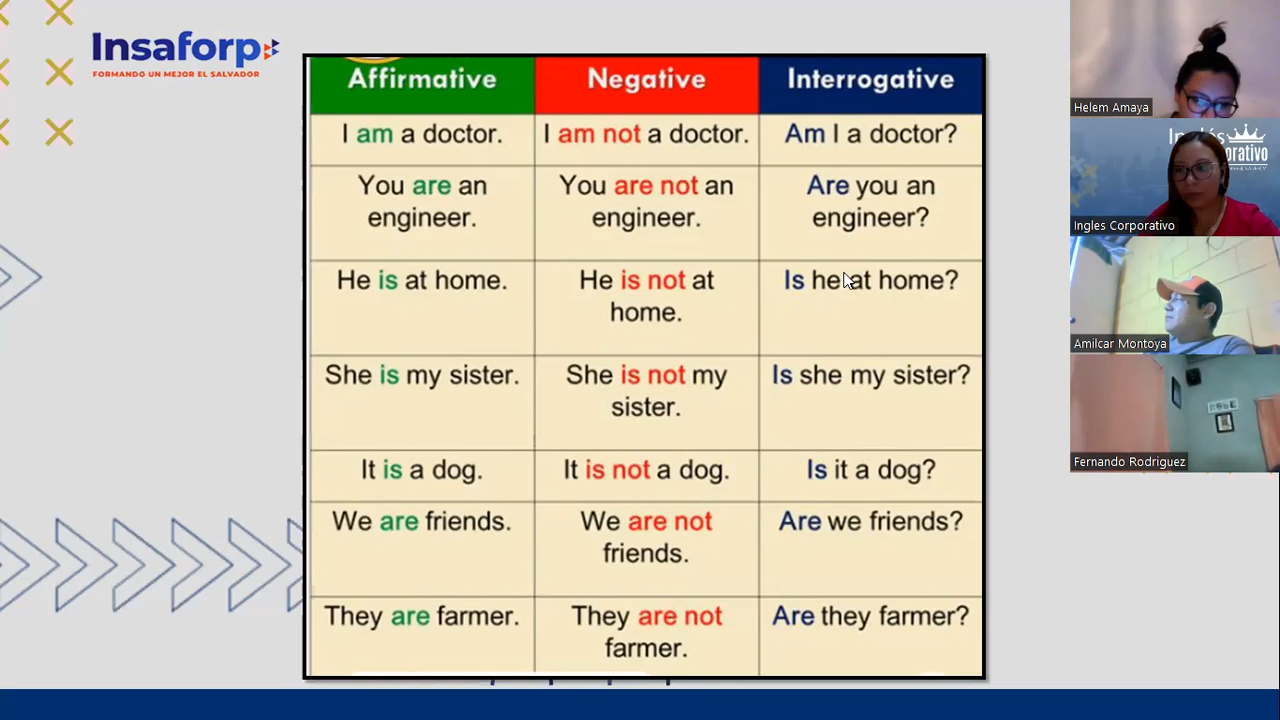 Insaforp
FORMANDO UN MEJOR EL SALVADOR
Affirmative Negative Interrogative
I am a doctor. I am not a doctor. Am I a doctor?
You are an engineer. You are not an engineer. Are you an engineer?
He is at home. He is not at home. Is he at home?
She is my sister. She is not my sister. Is she my sister?
It is a dog. It is not a dog. Is it a dog?
We are friends. We are not friends. Are we friends?
They are farmer. They are not farmer. Are they farmer?
Helem Amaya
Ingles Corporativo
Amilcar Montoya
Fernando Rodriguez